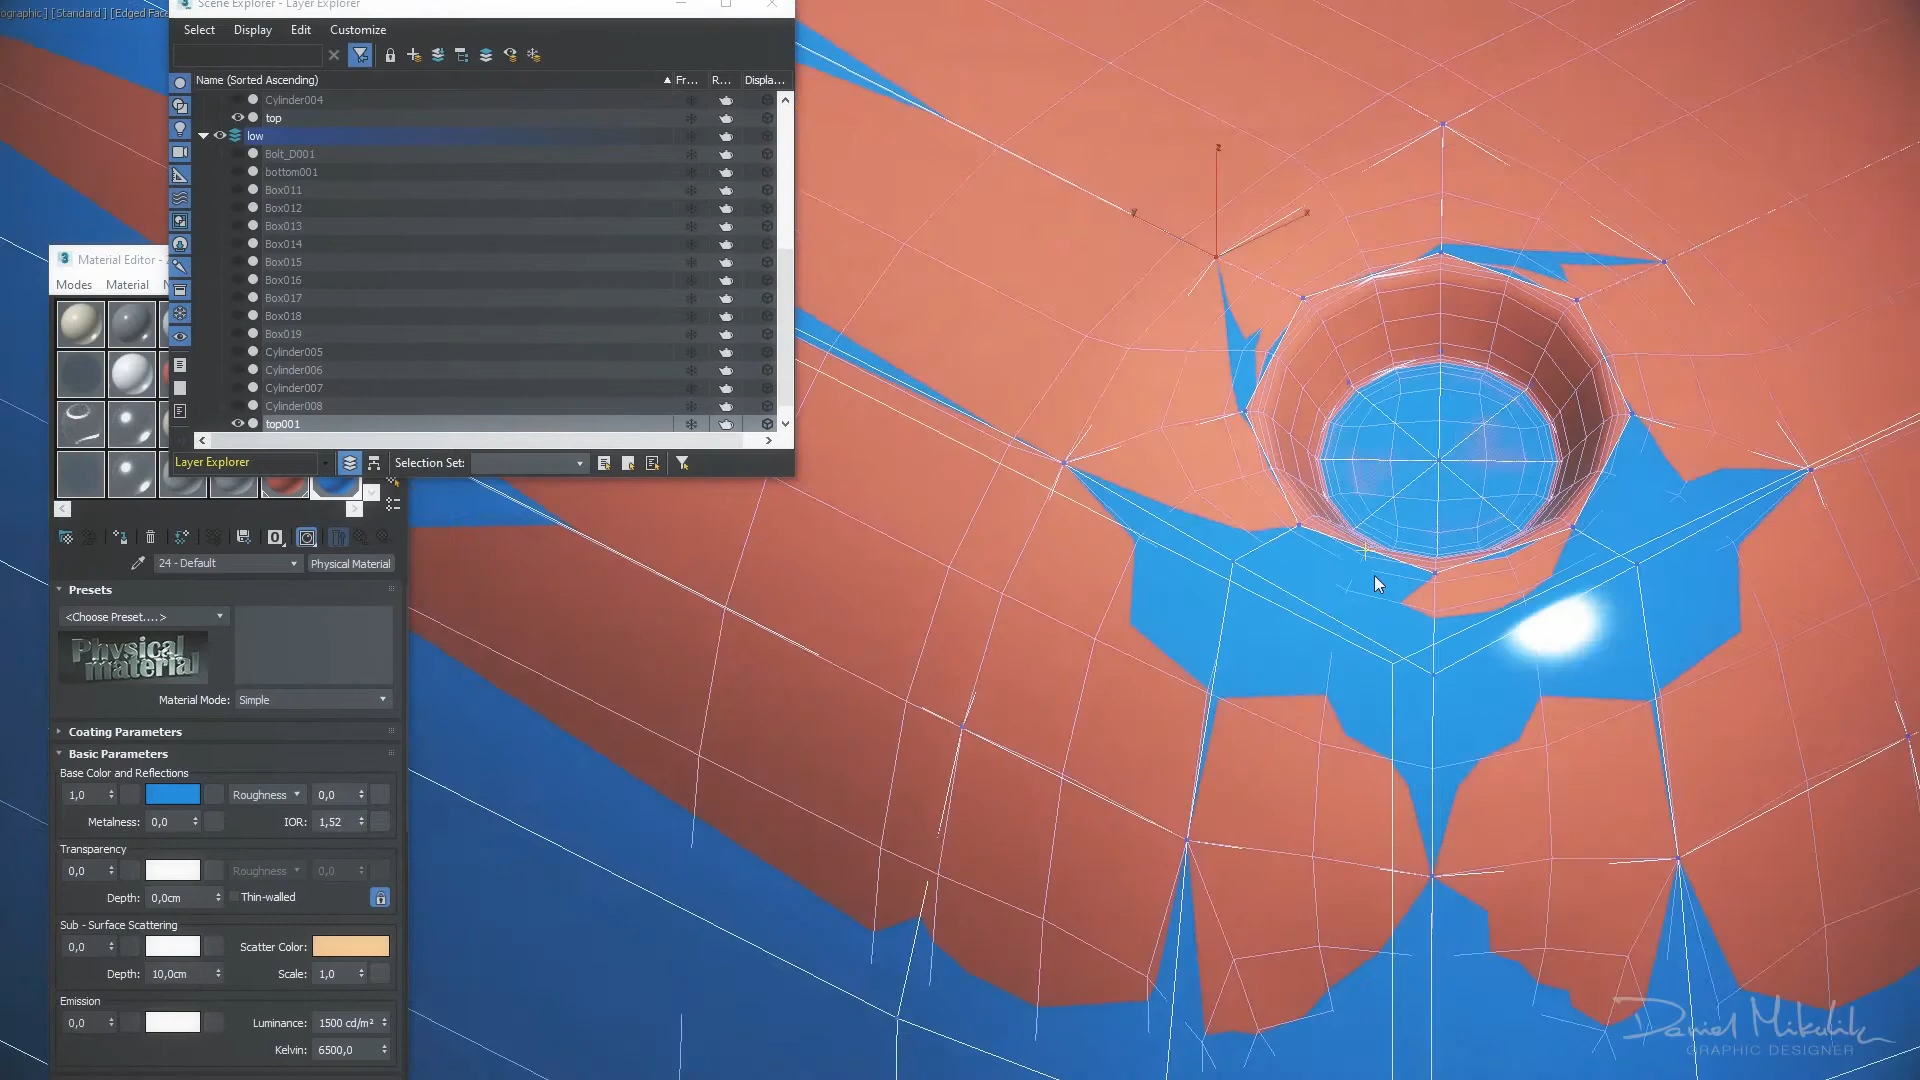 ographic ] [ Standard ] [Edged Face
Scene Explorer - Layer Explorer
Select Display Edit Customize
Name (Sorted Ascending) Fr... R... Displa...
Cylinder004
top
low
Bolt_D001
bottom001
Box011
Box012
Box013
Box014
Box015
Box016
Box017
Box018
Box019
Cylinder005
Cylinder006
Cylinder007
Cylinder008
top001
Layer Explorer Selection Set:
Material Editor -
Modes Material
24 - Default Physical Material
Presets
<Choose Preset....>
Physical material
Material Mode: Simple
Coating Parameters
Basic Parameters
Base Color and Reflections
1,0 Roughness 0,0
Metalness: 0,0 IOR: 1,52
Transparency
0,0 Roughness 0,0
Depth: 0,0cm Thin-walled
Sub - Surface Scattering
0,0 Scatter Color:
Depth: 10,0cm Scale: 1,0
Emission
0,0 Luminance: 1500 cd/m²
Kelvin: 6500,0
z
y x
Daniel Mikulik
GRAPHIC DESIGNER